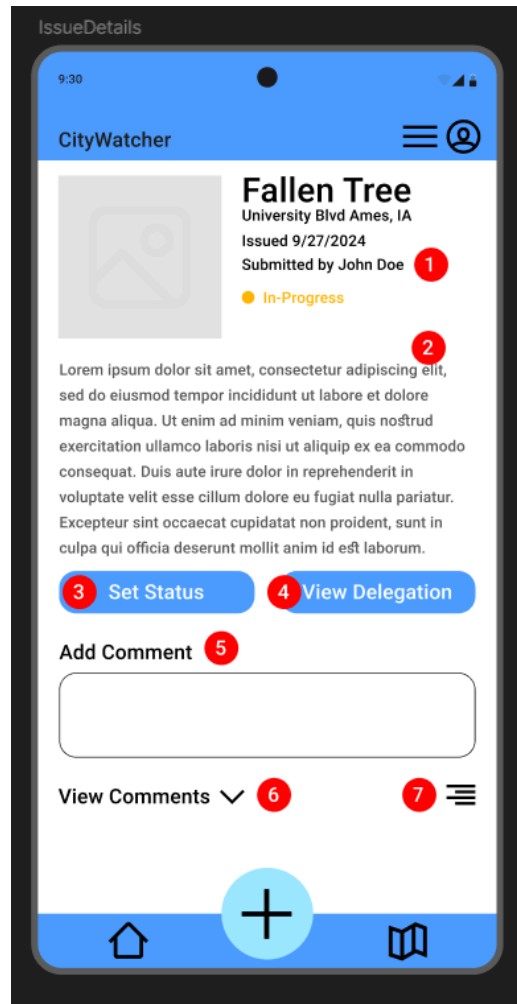 IssueDetails
9:30
CityWatcher
Fallen Tree
University Blvd Ames, IA
Issued 9/27/2024
Submitted by John Doe 1
In-Progress
2
Lorem ipsum dolor sit amet, consectetur adipiscing elit,
sed do eiusmod tempor incididunt ut labore et dolore
magna aliqua. Ut enim ad minim veniam, quis nostrud
exercitation ullamco laboris nisi ut aliquip ex ea commodo
consequat. Duis aute irure dolor in reprehenderit in
voluptate velit esse cillum dolore eu fugiat nulla pariatur.
Excepteur sint occaecat cupidatat non proident, sunt in
culpa qui officia deserunt mollit anim id est laborum.
3 Set Status
4 View Delegation
Add Comment 5
View Comments 6
7